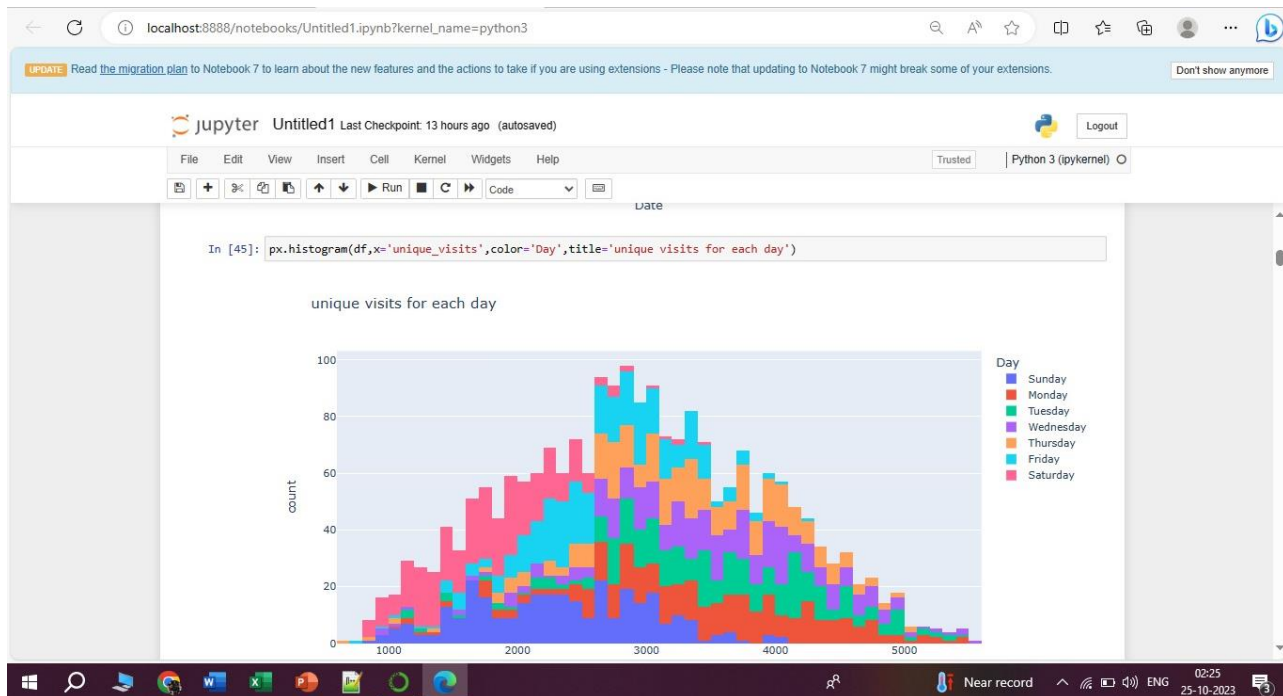 localhost:8888/notebooks/Untitled1.ipynb?kernel_name=python3
UPDATE Read the migration plan to Notebook 7 to learn about the new features and the actions to take if you are using extensions - Please note that updating to Notebook 7 might break some of your extensions. Don't show anymore
jupyter Untitled1 Last Checkpoint: 13 hours ago (autosaved) Logout
File Edit View Insert Cell Kernel Widgets Help Trusted Python 3 (ipykernel)
Run Code
Date
In [45]: px.histogram(df,x='unique_visits',color='Day',title='unique visits for each day')
unique visits for each day
100
80
60
40
20
0
count
1000 2000 3000 4000 5000
Day
Sunday
Monday
Tuesday
Wednesday
Thursday
Friday
Saturday
Near record ENG 02:25
25-10-2023